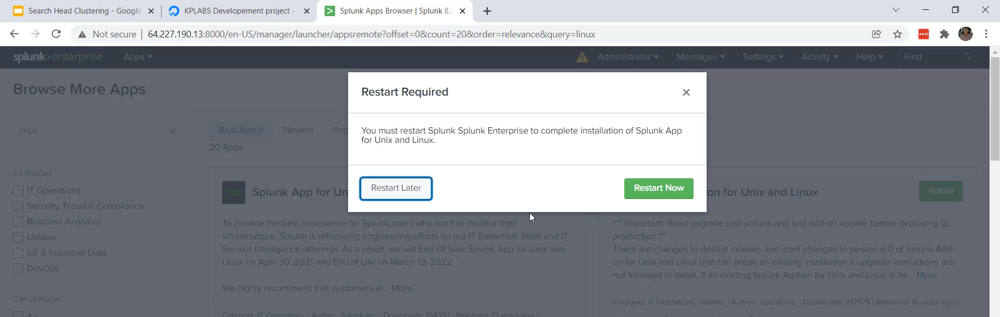 Search Head Clustering - Google
KPLABS Developement project -
Splunk Apps Browser | Splunk 8.2
Not secure | 64.227.190.13:8000/en-US/manager/launcher/appsremote?offset=0&count=20&order=relevance&query=linux
splunk>enterprise Apps Administrator Messages Settings Activity Help Find
Browse More Apps
Restart Required
You must restart Splunk Splunk Enterprise to complete installation of Splunk App
for Unix and Linux.
Restart Later Restart Now
linux
CATEGORY
IT Operations
Security, Fraud & Compliance
Business Analytics
Utilities
IoT & Industrial Data
DevOps
CIM VERSION
4.x
Best Match Newest Pop
20 Apps
*nix
Splunk App for Un
To provide the best experience for Splunk users who want to monitor their
infrastructure, Splunk is refocusing engineering efforts on our IT Essentials Work and IT
Service Intelligence offerings. As a result, we will End Of Sale Splunk App for Unix and
Linux on April 30, 2021 and End of Life on March 13, 2022.
We highly recommend that customers ei... More
Category: IT Operations | Author: Splunk Inc. | Downloads: 154397 | Released: 13 years ago |
on for Unix and Linux
Install
*** Important: Read upgrade Instructions and test add-on update before deploying to
production ***
There are changes to default indexes and .conf changes in version 6.0 of Splunk Add-
on for Unix and Linux that can break an existing installation if upgrade instructions are
not followed in detail. If an existing Splunk Add-on for Unix and Linux is be... More
Category: IT Operations, Utilities | Author: Splunk Inc. | Downloads: 213579 | Released: 10 years ago |